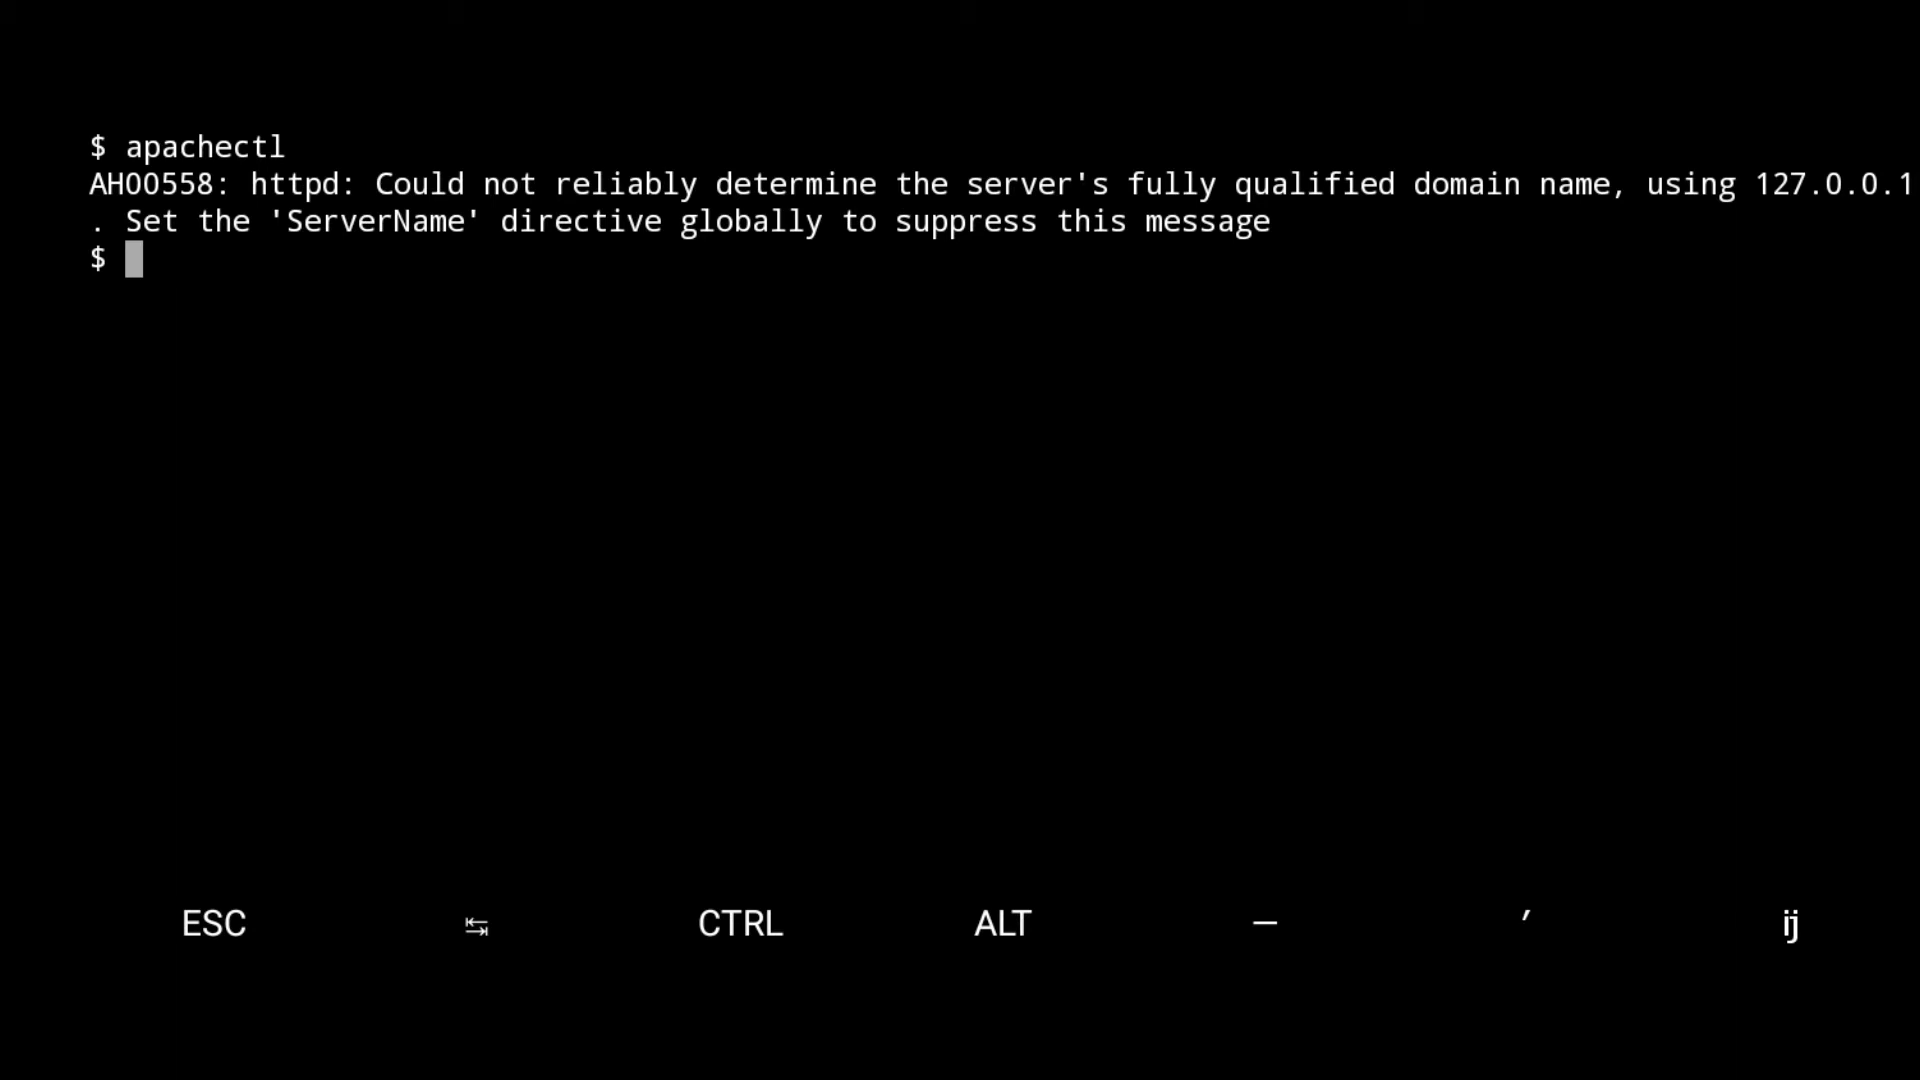 $ apachectl
AH00558: httpd: Could not reliably determine the server's fully qualified domain name, using 127.0.0.1
. Set the 'ServerName' directive globally to suppress this message
$
ESC ↹ CTRL ALT — ′ ij